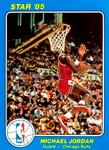 STAR '85
MICHAEL JORDAN
Guard — Chicago Bulls